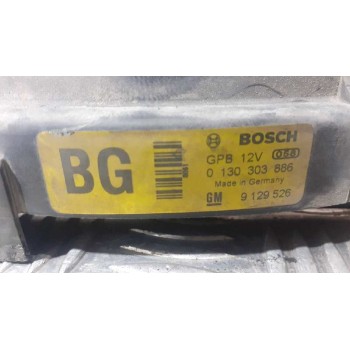 BG
BOSCH
GPB 12V
0 130 303 886
Made in Germany
GM 9 129 526